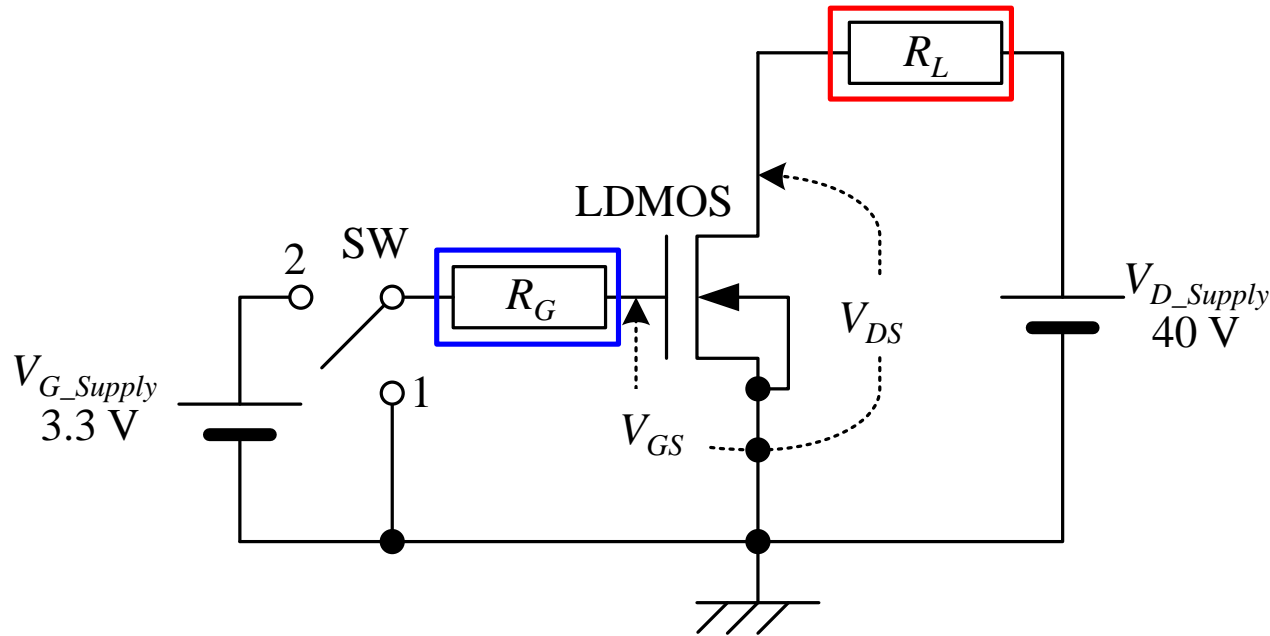 R_L
LDMOS
2
SW
R_G
V_DS
V_D_Supply
40 V
V_G_Supply
3.3 V
1
V_GS